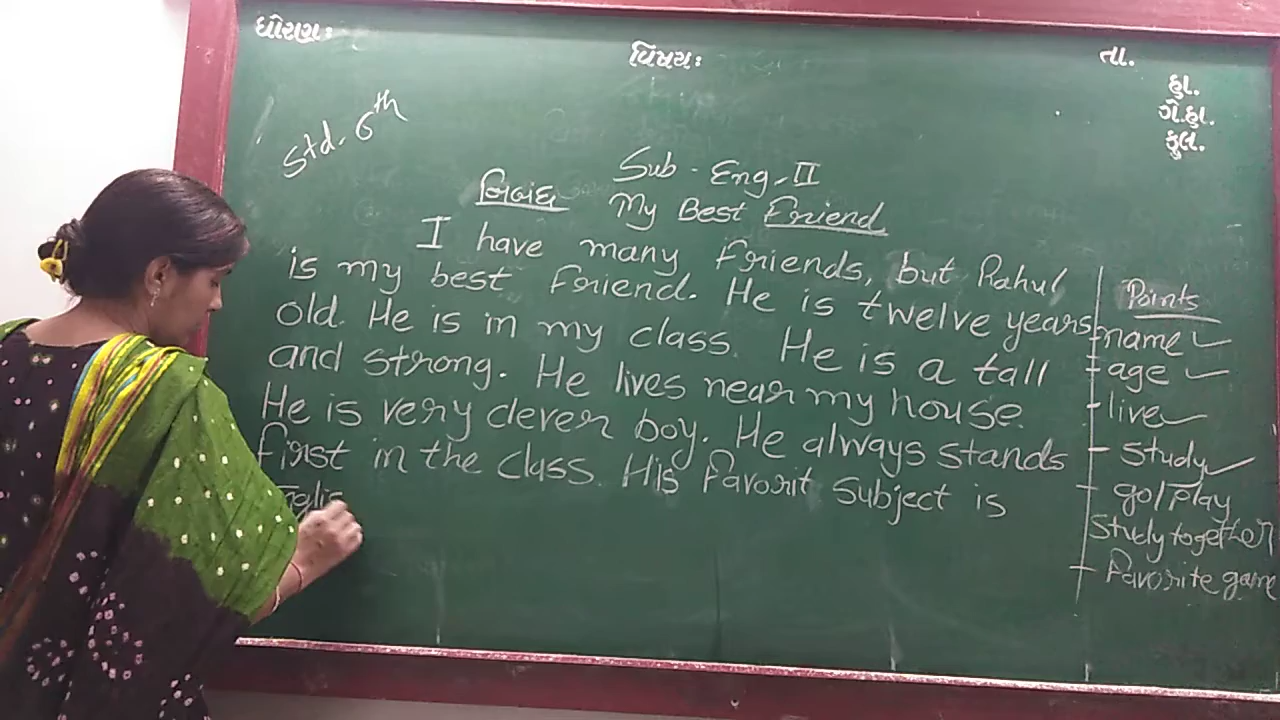 ધોરણઃ
વિષયઃ
તા.
હા.
ગે.હા.
કુલ.
Std. 6th
Sub - Eng-II
નિબંધ My Best Friend
I have many Friends, but Rahul
is my best Friend. He is twelve years
old. He is in my class. He is a tall
and strong. He lives near my house.
He is very clever boy. He always stands
first in the class. His Favorit Subject is
Englis
Points
- name ✓
- age ✓
- live ✓
- Study ✓
- go/play
Study together
- Favorite game